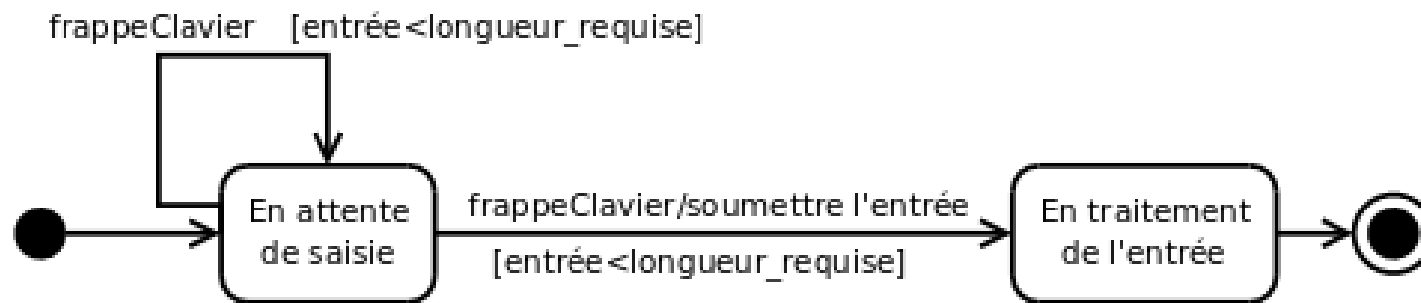 frappeClavier [entrée<longueur_requise]
En attente
de saisie
frappeClavier/soumettre l'entrée
[entrée<longueur_requise]
En traitement
de l'entrée